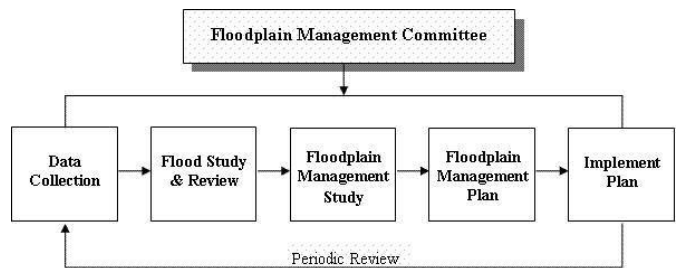 Floodplain Management Committee
Data
Collection
Flood Study
& Review
Floodplain
Management
Study
Floodplain
Management
Plan
Implement
Plan
Periodic Review